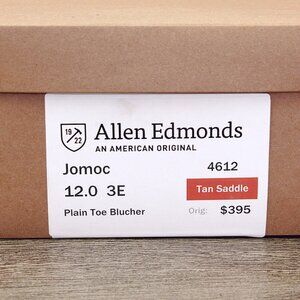 19 22
Allen Edmonds
AN AMERICAN ORIGINAL
Jomoc 4612
12.0 3E Tan Saddle
Plain Toe Blucher Orig: $395